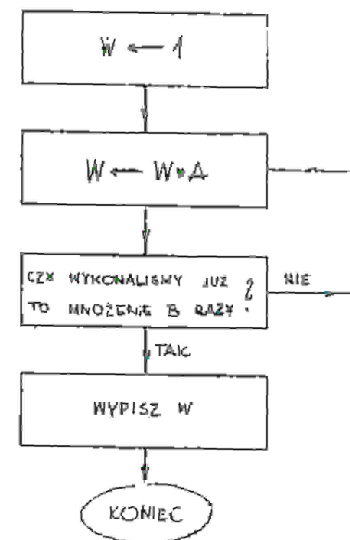 W ← 1
W ← W * A
CZY WYKONALIŚMY JUŻ
TO MNOŻENIE B RAZY ?
NIE
TAK
WYPISZ W
KONIEC